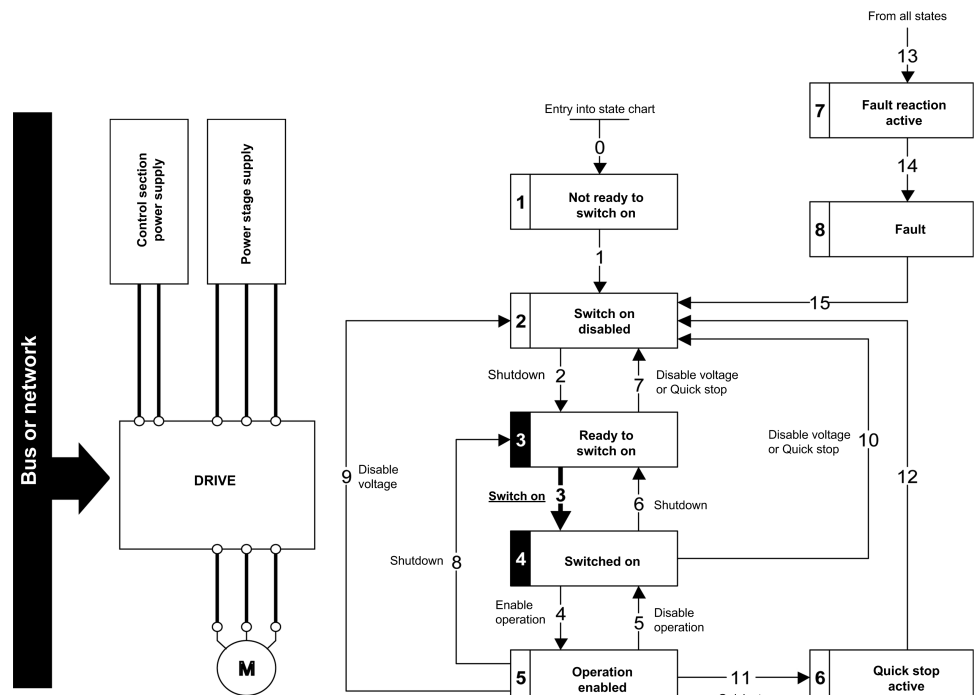 From all states
13
7
Fault reaction
active
14
8
Fault
15
Entry into state chart
0
1
Not ready to
switch on
1
2
Switch on
disabled
Shutdown
2
7
Disable voltage
or Quick stop
3
Ready to
switch on
Switch on
3
6
Shutdown
4
Switched on
Enable
operation
4
5
Disable
operation
5
Operation
enabled
11
6
Quick stop
active
Disable voltage
or Quick stop
10
12
9
Disable
voltage
Shutdown
8
Bus or network
Control section
power supply
Power stage supply
DRIVE
M